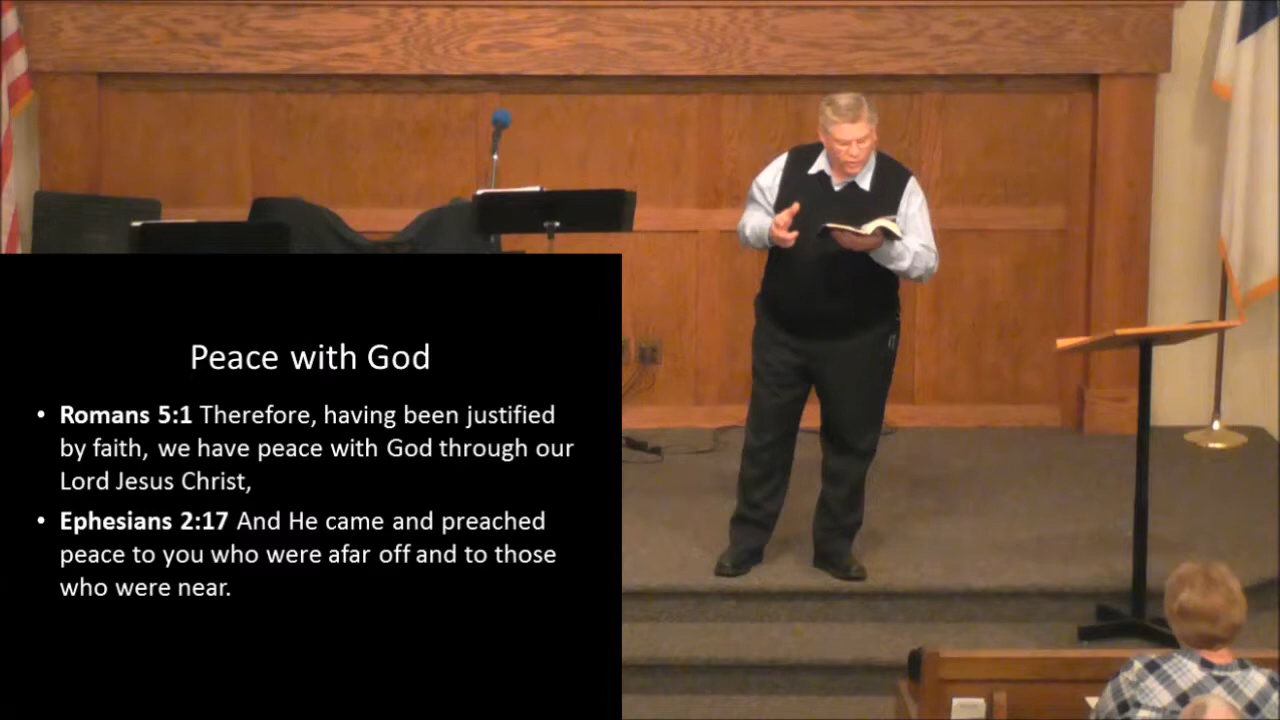 Peace with God
• Romans 5:1 Therefore, having been justified
by faith, we have peace with God through our
Lord Jesus Christ,
• Ephesians 2:17 And He came and preached
peace to you who were afar off and to those
who were near.